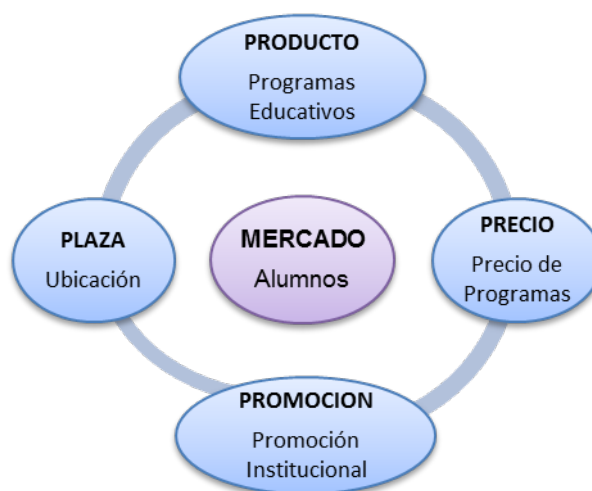 PRODUCTO
Programas
Educativos
PLAZA
Ubicación
MERCADO
Alumnos
PRECIO
Precio de
Programas
PROMOCION
Promoción
Institucional